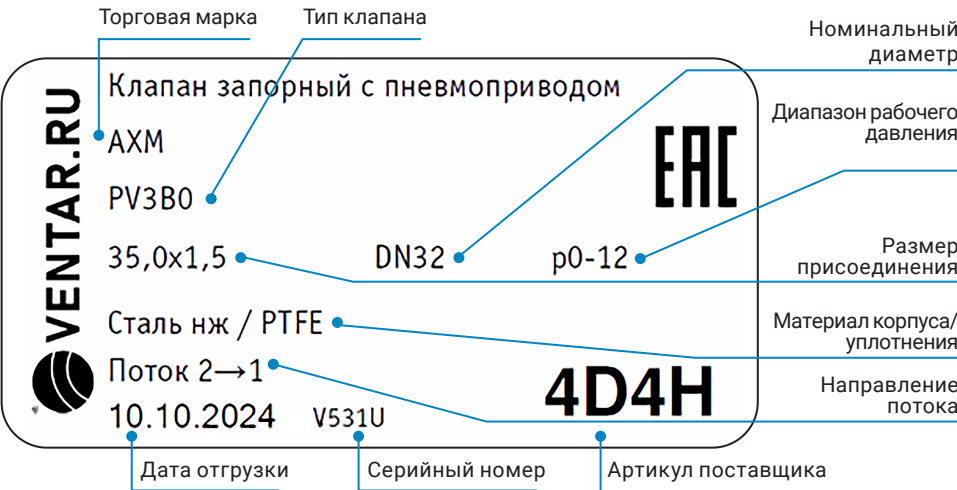 Торговая марка
Тип клапана
Номинальный
диаметр
Клапан запорный с пневмоприводом
VENTAR.RU
AXM
EAC
Диапазон рабочего
давления
PV3B0
35,0x1,5
DN32
p0-12
Размер
присоединения
Сталь нж / PTFE
Материал корпуса/
уплотнения
Поток 2→1
4D4H
Направление
потока
10.10.2024
V531U
Дата отгрузки
Серийный номер
Артикул поставщика